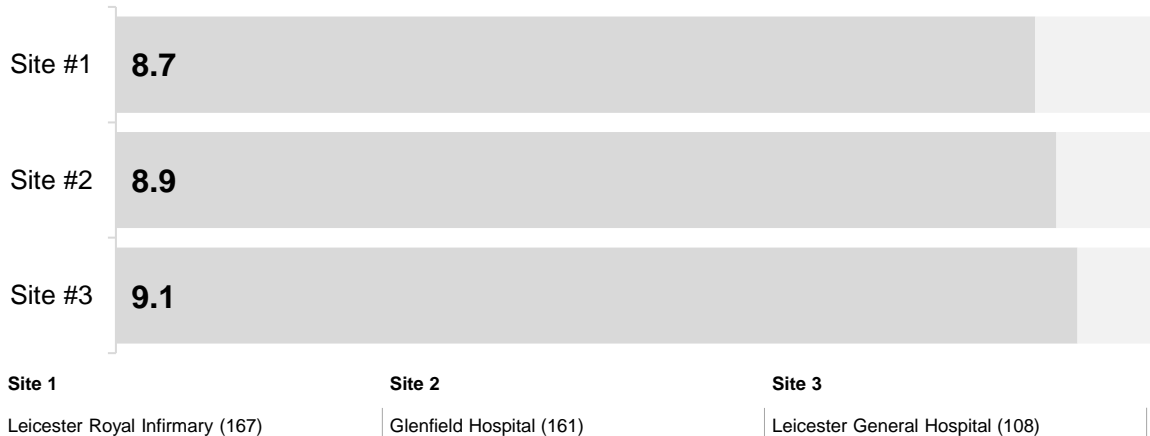 Site #1 8.7
Site #2 8.9
Site #3 9.1
Site 1 Site 2 Site 3
Leicester Royal Infirmary (167) Glenfield Hospital (161) Leicester General Hospital (108)